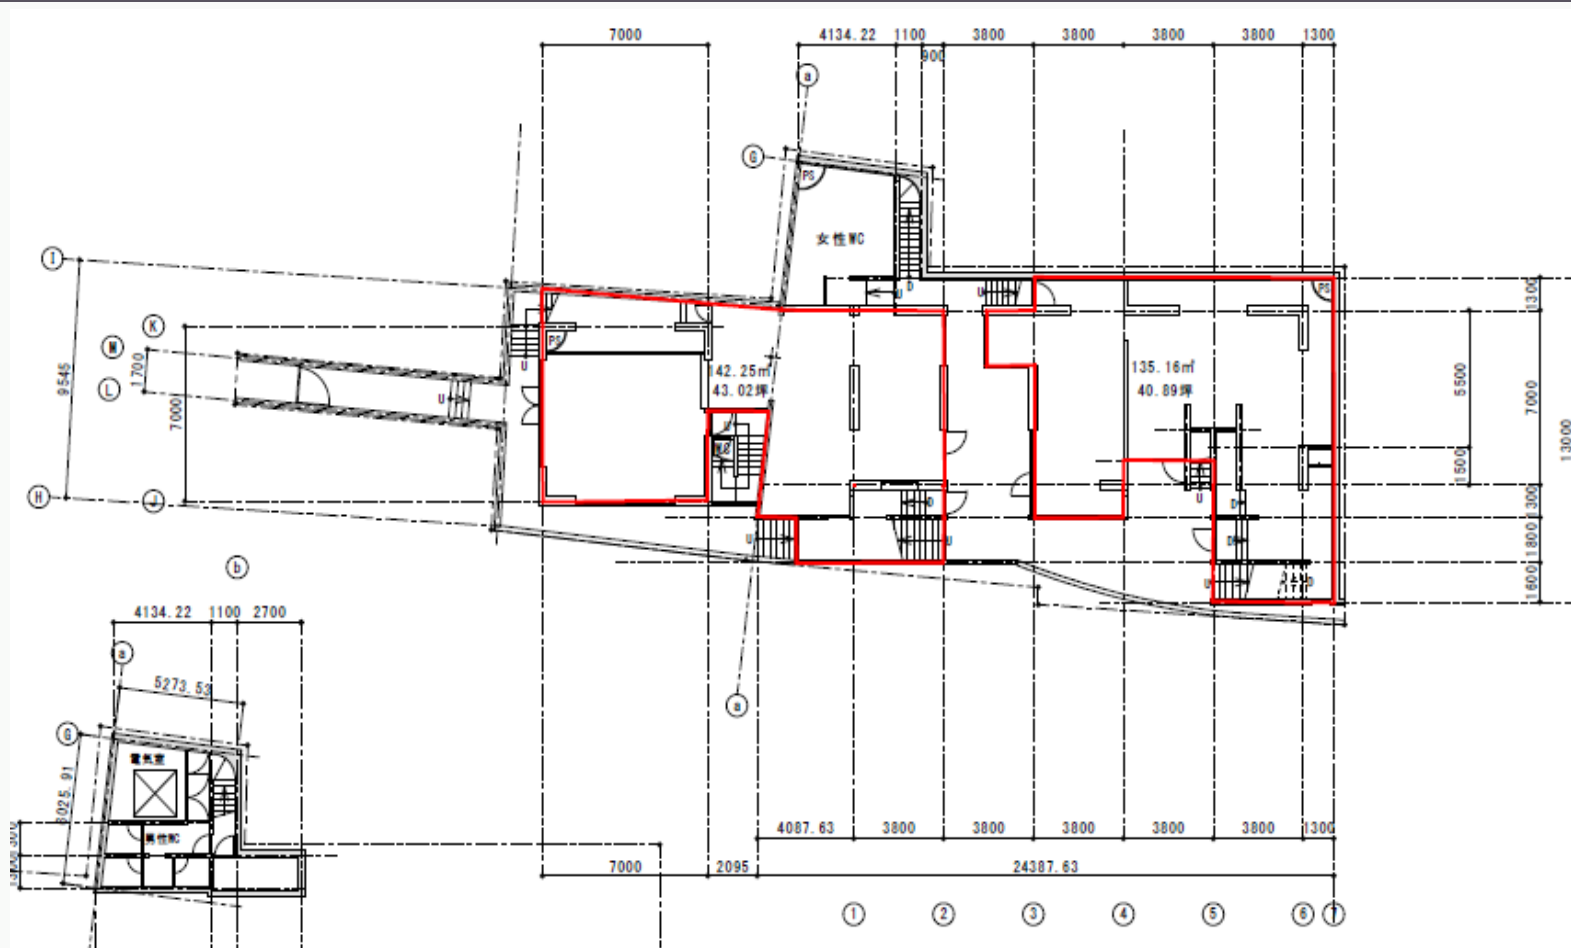 7000
4134.22 1100 3800 3800 3800 3800 1300
900
a
G
PS
女性WC
U
D
U
PS
1300
I
K
PS
M
L
1700
9545
7000
U
U
142.25㎡
43.02坪
135.16㎡
40.89坪
5500
7000
13000
U
WC
1500
U
D
D
1300
H
J
U
U
D
1800
U
D
1600
b
4134.22 1100 2700
a
5273.53
a
G
電気室
6025.91
男性WC
4087.63 3800 3800 3800 3800 3800 1300
7000 2095 24387.63
1 2 3 4 5 6 7